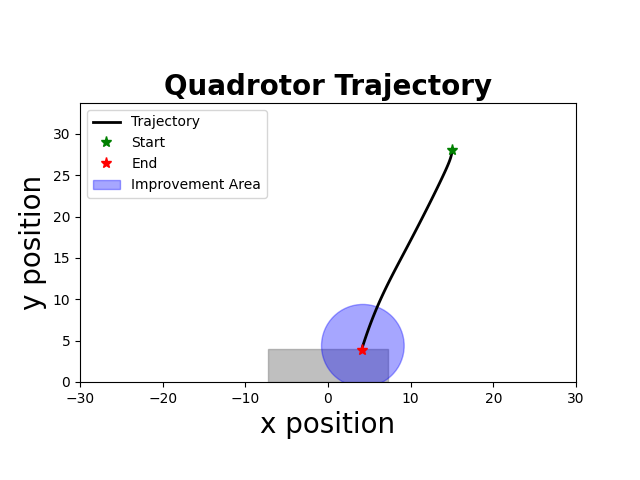 Quadrotor Trajectory
Trajectory
Start
End
Improvement Area
y position
30
25
20
15
10
5
0
−30
−20
−10
0
10
20
30
x position